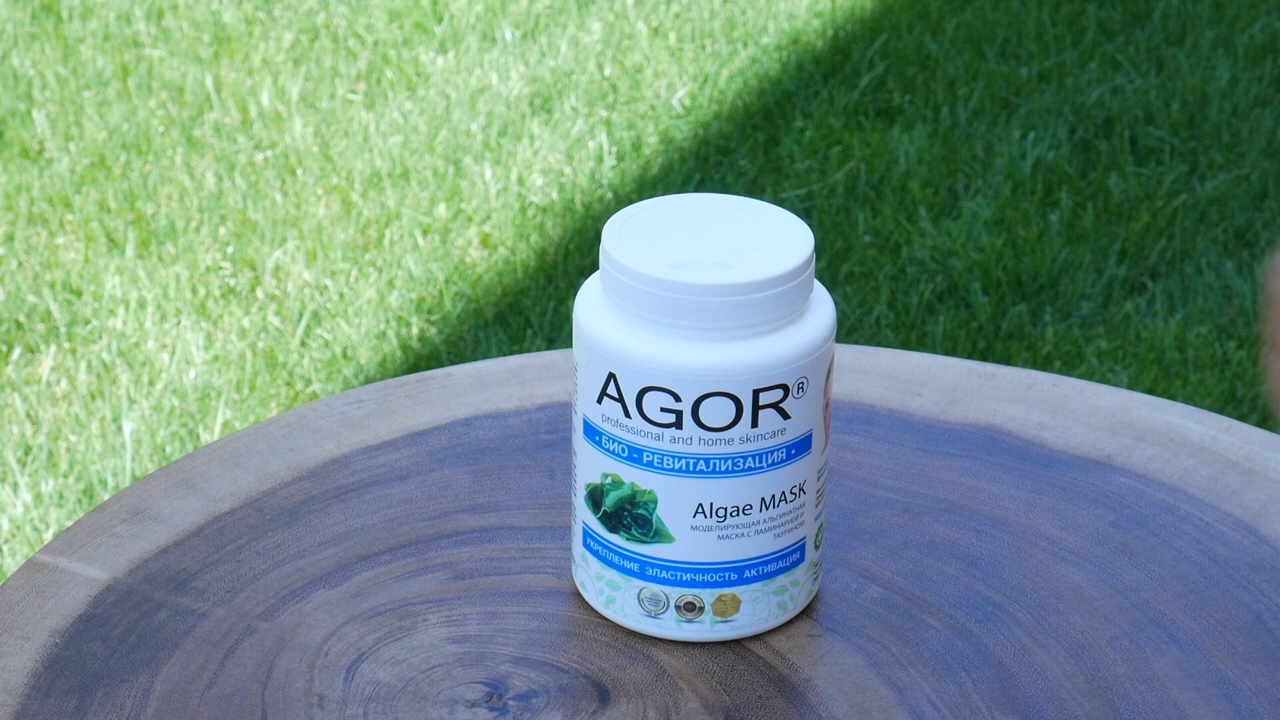 AGOR®
professional and home skincare
• БИО - РЕВИТАЛИЗАЦИЯ •
Algae MASK
МОДЕЛИРУЮЩАЯ АЛЬГИНАТНАЯ
МАСКА С ЛАМИНАРИЕЙ И
ТАУРИНОМ
УКРЕПЛЕНИЕ ЭЛАСТИЧНОСТЬ АКТИВАЦИЯ